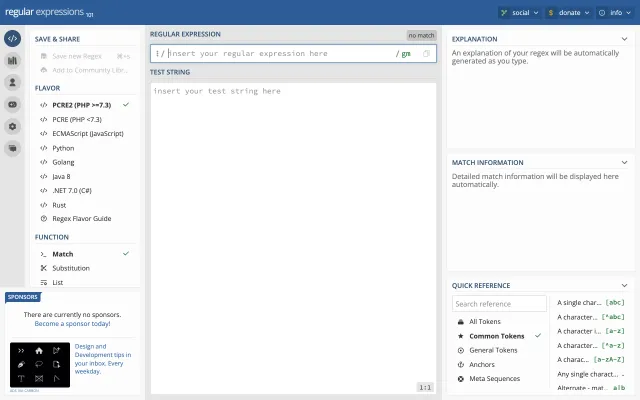 regular expressions 101
social
donate
info
SAVE & SHARE
Save new Regex ⌘+s
Add to Community Libr...
FLAVOR
PCRE2 (PHP >=7.3)
PCRE (PHP <7.3)
ECMAScript (JavaScript)
Python
Golang
Java 8
.NET 7.0 (C#)
Rust
Regex Flavor Guide
FUNCTION
Match
Substitution
List
SPONSORS
There are currently no sponsors.
Become a sponsor today!
Design and
Development tips in
your inbox. Every
weekday.
REGULAR EXPRESSION
no match
/ insert your regular expression here / gm
TEST STRING
insert your test string here
1:1
EXPLANATION
An explanation of your regex will be automatically
generated as you type.
MATCH INFORMATION
Detailed match information will be displayed here
automatically.
QUICK REFERENCE
Search reference
All Tokens
Common Tokens
General Tokens
Anchors
Meta Sequences
A single char... [abc]
A character... [^abc]
A character i... [a-z]
A character... [^a-z]
A charac... [a-zA-Z]
Any single charact... .
Alternate - mat... a|b